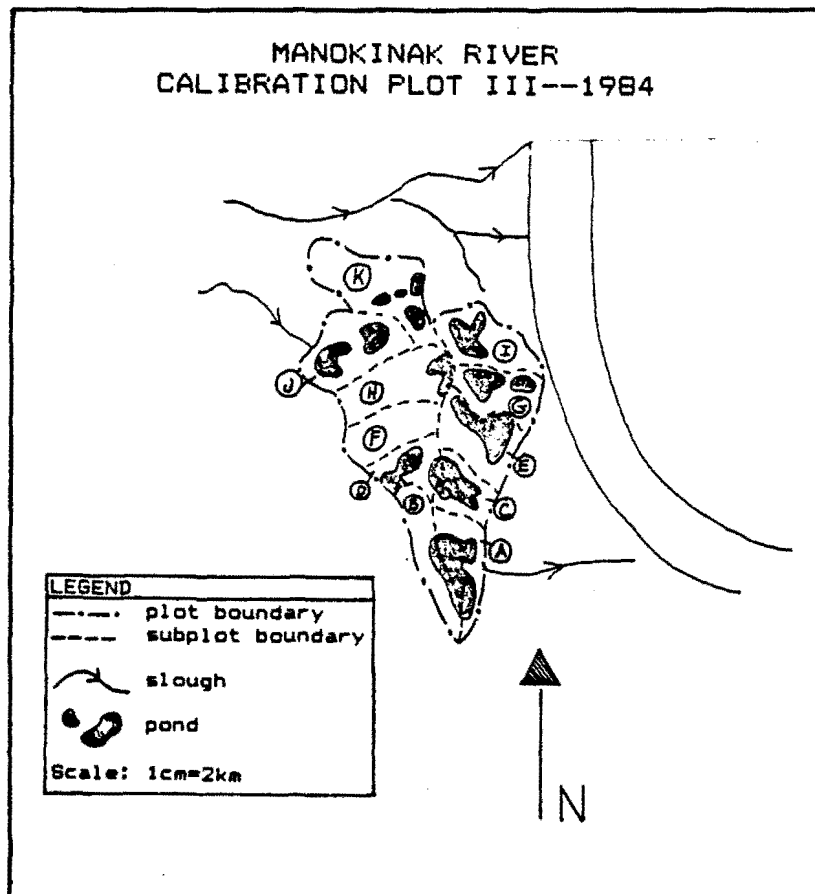 MANOKINAK RIVER
CALIBRATION PLOT III--1984
K
I
J
H
G
F
E
D
B
C
A
LEGEND
plot boundary
subplot boundary
slough
pond
Scale: 1cm=2km
N